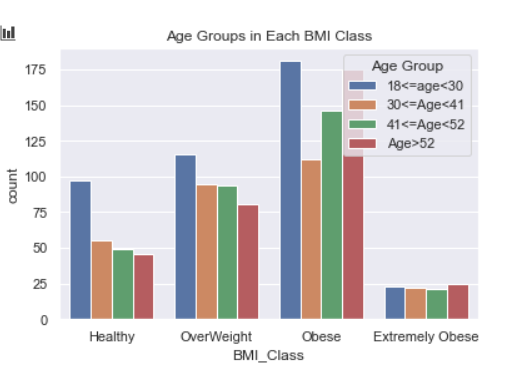 Age Groups in Each BMI Class
Age Group
18<=age<30
30<=Age<41
41<=Age<52
Age>52
count
175
150
125
100
75
50
25
0
Healthy OverWeight Obese Extremely Obese
BMI_Class